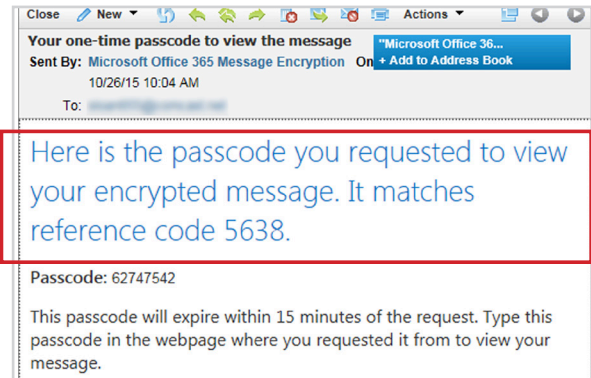 Close New Actions
Your one-time passcode to view the message
"Microsoft Office 36...
Sent By: Microsoft Office 365 Message Encryption On
+ Add to Address Book
10/26/15 10:04 AM
To:
Here is the passcode you requested to view
your encrypted message. It matches
reference code 5638.
Passcode: 62747542
This passcode will expire within 15 minutes of the request. Type this
passcode in the webpage where you requested it from to view your
message.